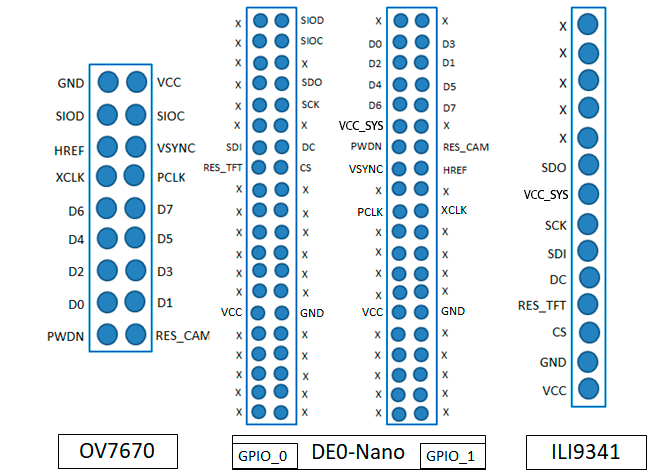 GND VCC
SIOD SIOC
HREF VSYNC
XCLK PCLK
D6 D7
D4 D5
D2 D3
D0 D1
PWDN RES_CAM
OV7670
X SIOD
X SIOC
X X
X SDO
X SCK
X X
SDI DC
RES_TFT CS
X X
X X
X X
X X
X X
X X
VCC GND
X X
X X
X X
X X
X X
GPIO_0
DE0-Nano
X X
D0 D3
D2 D1
D4 D5
D6 D7
VCC_SYS X
PWDN RES_CAM
VSYNC HREF
X X
PCLK XCLK
X X
X X
X X
X X
VCC GND
X X
X X
X X
X X
X X
GPIO_1
X
X
X
X
X
SDO
VCC_SYS
SCK
SDI
DC
RES_TFT
CS
GND
VCC
ILI9341